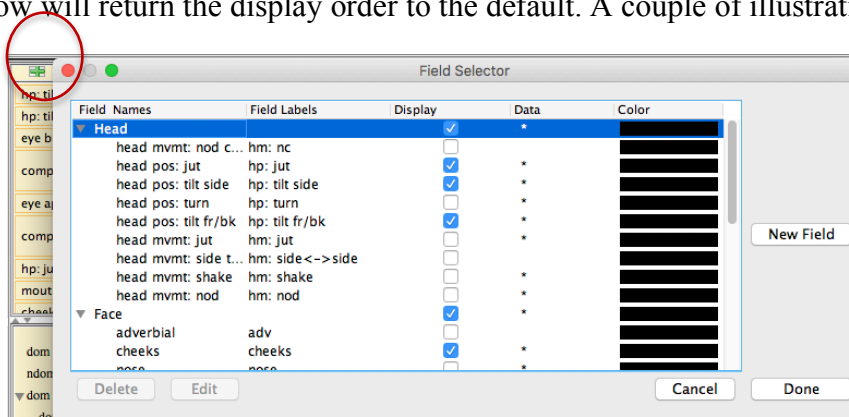 ow will return the display order to the default. A couple of illustrati
Field Selector
hp: til
hp: til
eye b
comp
eye a
comp
hp: ju
mout
cheek
dom
ndom
dom
do
Field Names Field Labels Display Data Color
Head *
head mvmt: nod c... hm: nc
head pos: jut hp: jut *
head pos: tilt side hp: tilt side *
head pos: turn hp: turn *
head pos: tilt fr/bk hp: tilt fr/bk *
head mvmt: jut hm: jut *
head mvmt: side t... hm: side<->side
head mvmt: shake hm: shake *
head mvmt: nod hm: nod *
Face *
adverbial adv
cheeks cheeks *
nose nose *
New Field
Delete Edit Cancel Done